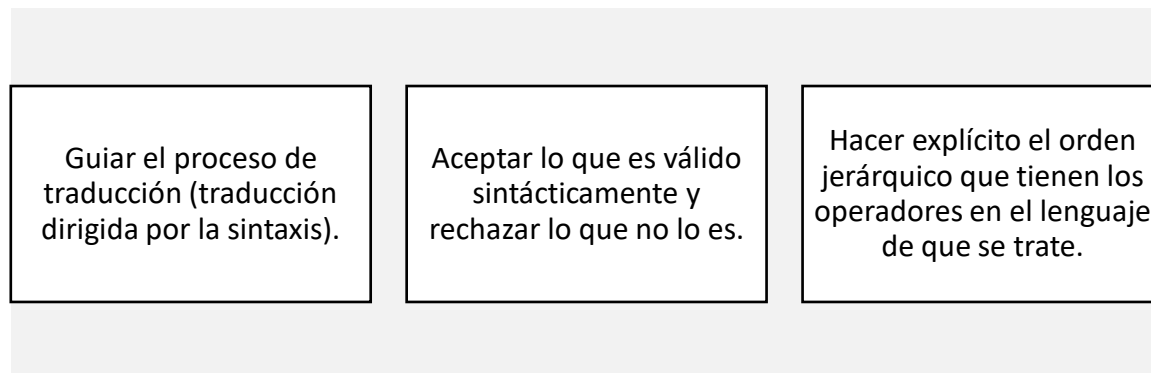 Guiar el proceso de
traducción (traducción
dirigida por la sintaxis).
Aceptar lo que es válido
sintácticamente y
rechazar lo que no lo es.
Hacer explícito el orden
jerárquico que tienen los
operadores en el lenguaje
de que se trate.